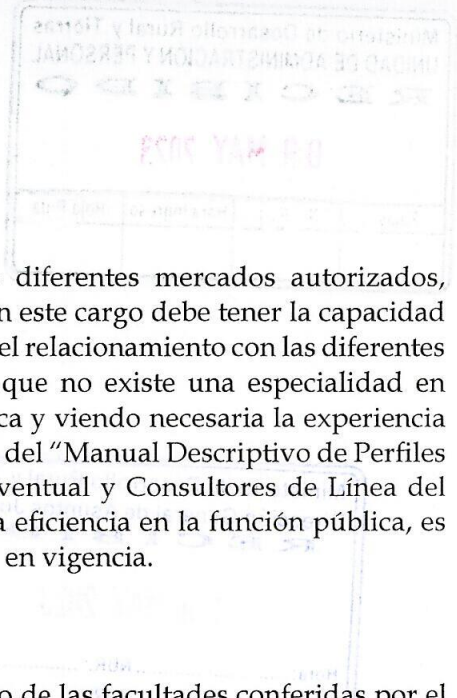 Ministerio de Desarrollo Rural y Tierras
UNIDAD DE ADMINISTRACIÓN Y PERSONAL
RECIBIDO
MAY 2023
diferentes mercados autorizados,
n este cargo debe tener la capacidad
el relacionamiento con las diferentes
que no existe una especialidad en
ca y viendo necesaria la experiencia
del "Manual Descriptivo de Perfiles
ventual y Consultores de Línea del
a eficiencia en la función pública, es
en vigencia.
o de las facultades conferidas por el